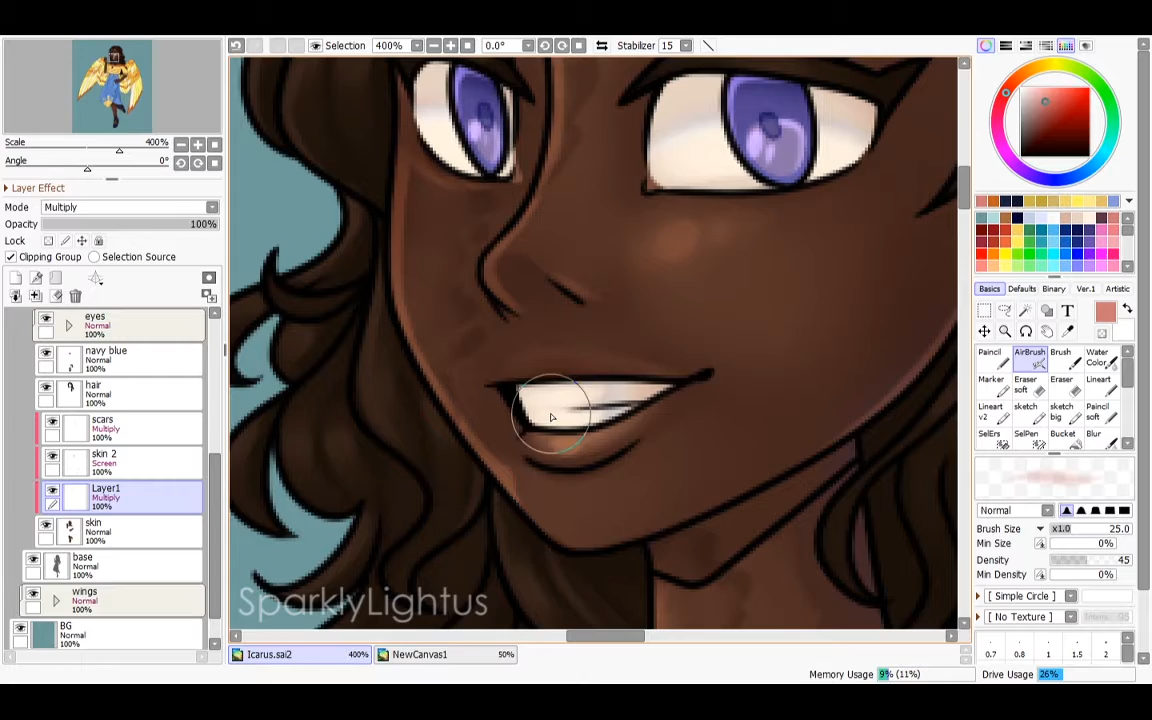 Selection 400% 0.0° Stabilizer 15
Scale 400%
Angle 0°
Layer Effect
Mode Multiply
Opacity 100%
Lock
Clipping Group Selection Source
eyes
Normal
100%
navy blue
Normal
100%
hair
Normal
100%
scars
Multiply
100%
skin 2
Screen
100%
Layer1
Multiply
100%
skin
Normal
100%
base
Normal
100%
wings
Normal
100%
BG
Normal
100%
SparklyLightus
Icarus.sai2 400% NewCanvas1 50%
Memory Usage 9% (11%) Drive Usage 26%
Basics Defaults Binary Ver.1 Artistic
T
Pancil AirBrush Brush Water Color
Marker Eraser soft Eraser Lineart
Lineart v2 sketch sketch big Pancil soft
SelErs SelPen Bucket Blur
Normal
Brush Size x1.0 25.0
Min Size 0%
Density 45
Min Density 0%
[ Simple Circle ]
[ No Texture ]
0.7 0.8 1 1.5 2